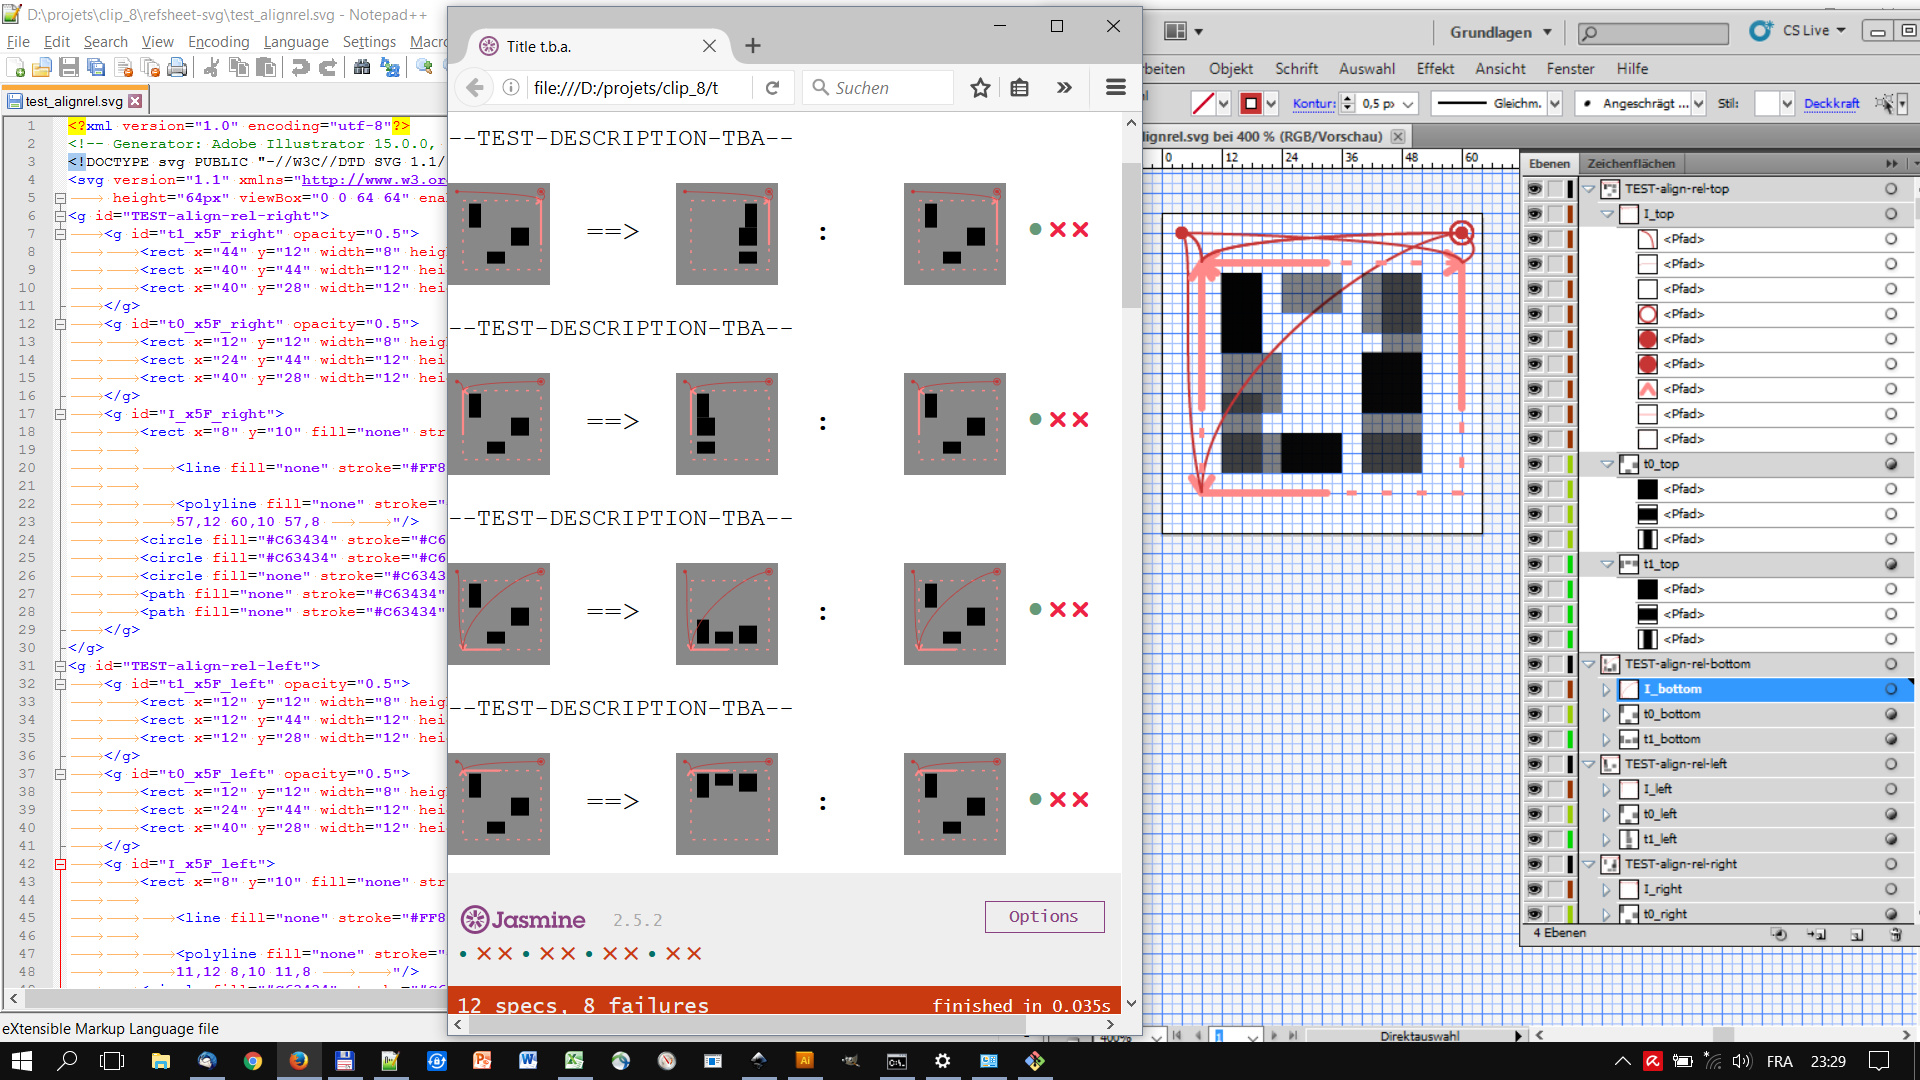 D:\projets\clip_8\refsheet-svg\test_alignrel.svg - Notepad++
File Edit Search View Encoding Language Settings Macro
test_alignrel.svg
1 <?xml version="1.0" encoding="utf-8"?>
2 <!-- Generator: Adobe Illustrator 15.0.0,
3 <!DOCTYPE svg PUBLIC "-//W3C//DTD SVG 1.1/
4 <svg version="1.1" xmlns="http://www.w3.or
5 height="64px" viewBox="0 0 64 64" ena
6 <g id="TEST-align-rel-right">
7 <g id="t1_x5F_right" opacity="0.5">
8 <rect x="44" y="12" width="8" heig
9 <rect x="40" y="44" width="12" hei
10 <rect x="40" y="28" width="12" hei
11 </g>
12 <g id="t0_x5F_right" opacity="0.5">
13 <rect x="12" y="12" width="8" heig
14 <rect x="24" y="44" width="12" hei
15 <rect x="40" y="28" width="12" hei
16 </g>
17 <g id="I_x5F_right">
18 <rect x="8" y="10" fill="none" str
19
20 <line fill="none" stroke="#FF8
21
22 <polyline fill="none" stroke="
23 57,12 60,10 57,8 "/>
24 <circle fill="#C63434" stroke="#C6
25 <circle fill="#C63434" stroke="#C6
26 <circle fill="none" stroke="#C6343
27 <path fill="none" stroke="#C63434"
28 <path fill="none" stroke="#C63434"
29 </g>
30 </g>
31 <g id="TEST-align-rel-left">
32 <g id="t1_x5F_left" opacity="0.5">
33 <rect x="12" y="12" width="8" heig
34 <rect x="12" y="44" width="12" hei
35 <rect x="12" y="28" width="12" hei
36 </g>
37 <g id="t0_x5F_left" opacity="0.5">
38 <rect x="12" y="12" width="8" heig
39 <rect x="24" y="44" width="12" hei
40 <rect x="40" y="28" width="12" hei
41 </g>
42 <g id="I_x5F_left">
43 <rect x="8" y="10" fill="none" str
44
45 <line fill="none" stroke="#FF8
46
47 <polyline fill="none" stroke="
48 11,12 8,10 11,8 "/>
eXtensible Markup Language file
Title t.b.a.
file:///D:/projets/clip_8/t
Suchen
--TEST-DESCRIPTION-TBA--
==> :
--TEST-DESCRIPTION-TBA--
==> :
--TEST-DESCRIPTION-TBA--
==> :
--TEST-DESCRIPTION-TBA--
==> :
Jasmine 2.5.2
Options
12 specs, 8 failures finished in 0.035s
Grundlagen CS Live
beiten Objekt Schrift Auswahl Effekt Ansicht Fenster Hilfe
Kontur: 0,5 px Gleichm. Angeschrägt ... Stil: Deckkraft
lignrel.svg bei 400 % (RGB/Vorschau)
0 12 24 36 48 60
Ebenen Zeichenflächen
TEST-align-rel-top
I_top
<Pfad>
<Pfad>
<Pfad>
<Pfad>
<Pfad>
<Pfad>
<Pfad>
<Pfad>
<Pfad>
t0_top
<Pfad>
<Pfad>
<Pfad>
t1_top
<Pfad>
<Pfad>
<Pfad>
TEST-align-rel-bottom
I_bottom
t0_bottom
t1_bottom
TEST-align-rel-left
I_left
t0_left
t1_left
TEST-align-rel-right
I_right
t0_right
4 Ebenen
400% 1 Direktauswahl
FRA 23:29